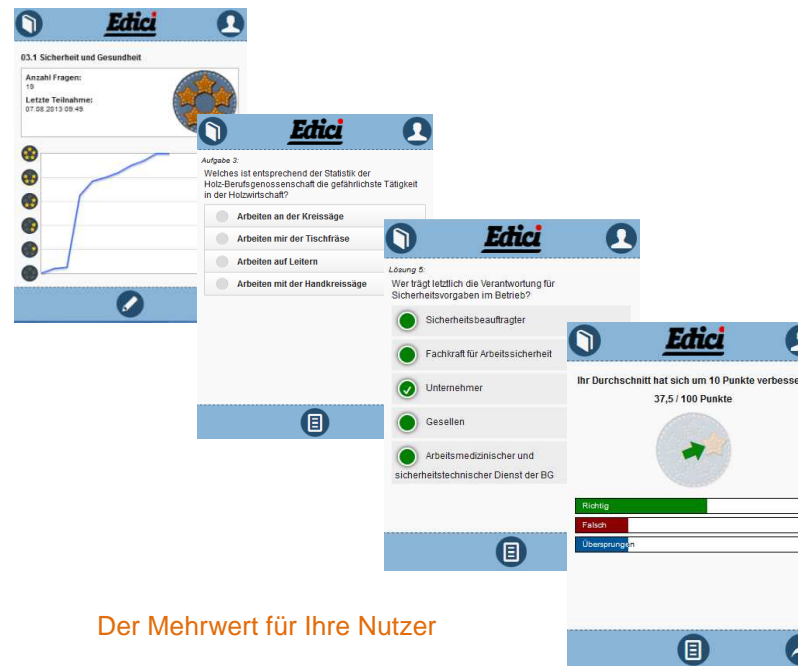 Edici
03.1 Sicherheit und Gesundheit
Anzahl Fragen:
19
Letzte Teilnahme:
07.08.2013 09:49
Edici
Aufgabe 3:
Welches ist entsprechend der Statistik der
Holz-Berufsgenossenschaft die gefährlichste Tätigkeit
in der Holzwirtschaft?
Arbeiten an der Kreissäge
Arbeiten mir der Tischfräse
Arbeiten auf Leitern
Arbeiten mit der Handkreissäge
Edici
Lösung 5:
Wer trägt letztlich die Verantwortung für
Sicherheitsvorgaben im Betrieb?
Sicherheitsbeauftragter
Fachkraft für Arbeitssicherheit
Unternehmer
Gesellen
Arbeitsmedizinischer und
sicherheitstechnischer Dienst der BG
Edici
Ihr Durchschnitt hat sich um 10 Punkte verbesse
37,5 / 100 Punkte
Richtig
Falsch
Übersprungen
Der Mehrwert für Ihre Nutzer